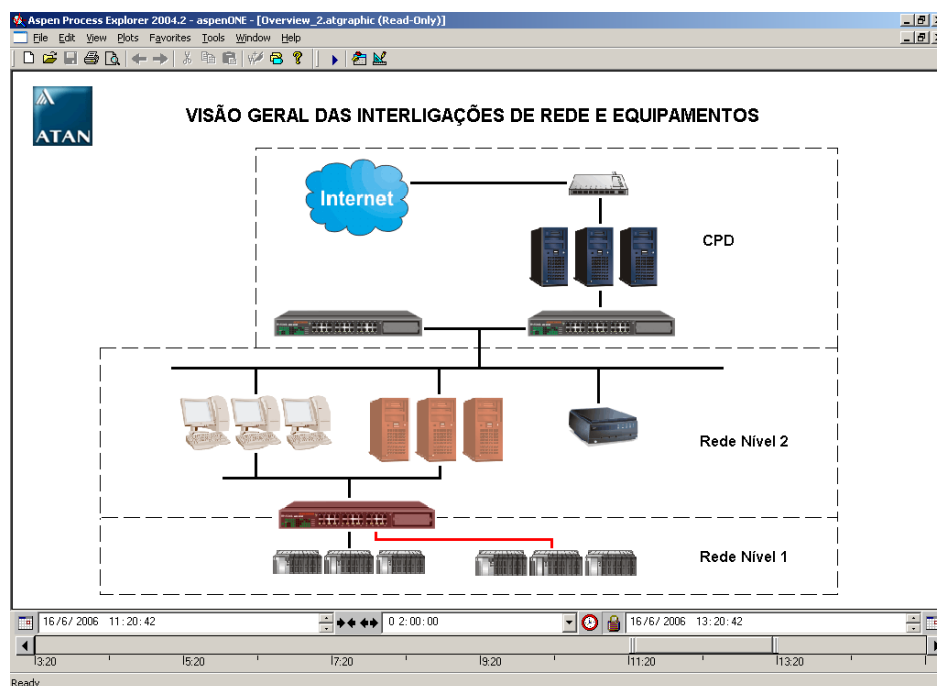 Aspen Process Explorer 2004.2 - aspenONE - [Overview_2.atgraphic (Read-Only)]
File Edit View Plots Favorites Tools Window Help
ATAN
VISÃO GERAL DAS INTERLIGAÇÕES DE REDE E EQUIPAMENTOS
Internet
CPD
Rede Nível 2
Rede Nível 1
16/6/ 2006 11:20:42
0 2:00:00
16/6/ 2006 13:20:42
3:20 5:20 7:20 9:20 11:20 13:20
Ready